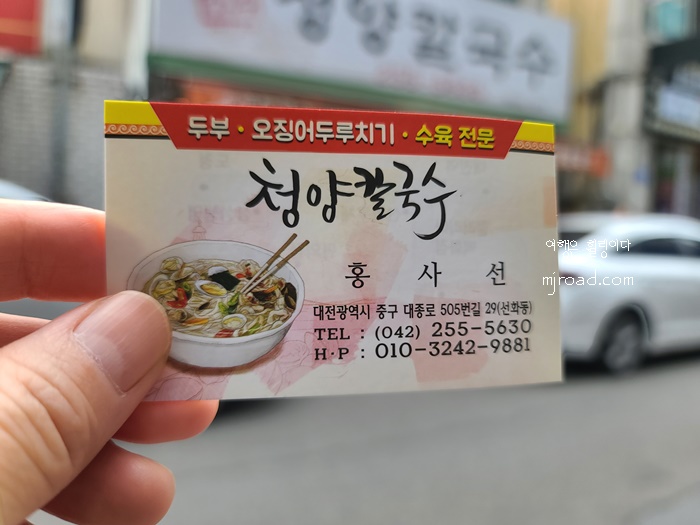 청양칼국수
두부 · 오징어두루치기 · 수육 전문
청양칼국수
홍 사 선
대전광역시 중구 대종로 505번길 29(선화동)
TEL : (042) 255-5630
H·P : 010-3242-9881
여행은 힐링이다
mjroad.com